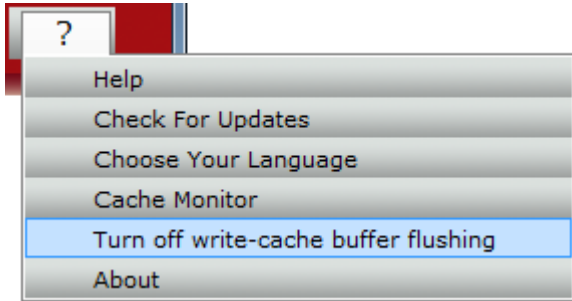 ?
Help
Check For Updates
Choose Your Language
Cache Monitor
Turn off write-cache buffer flushing
About